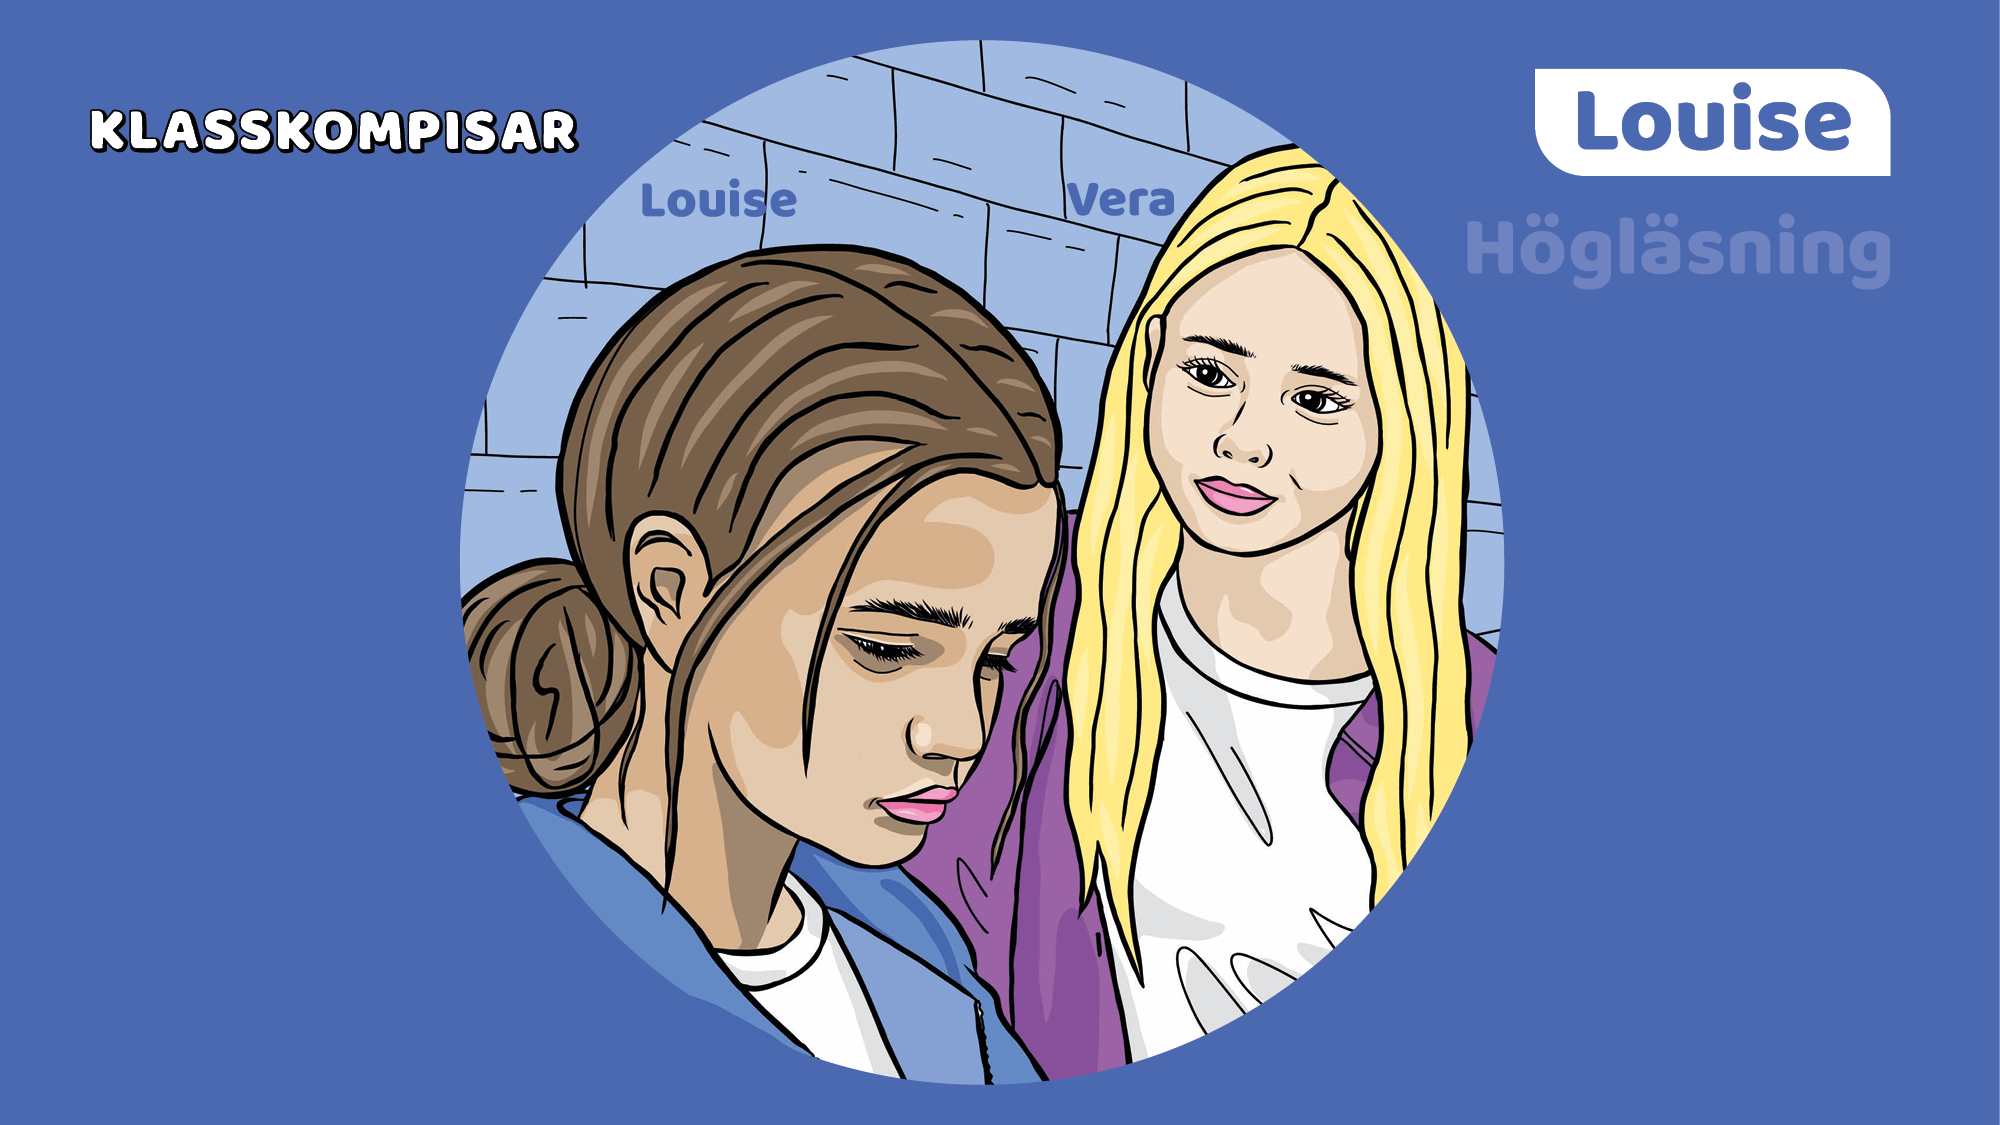 KLASSKOMPISAR
Louise
Högläsning
Louise
Vera